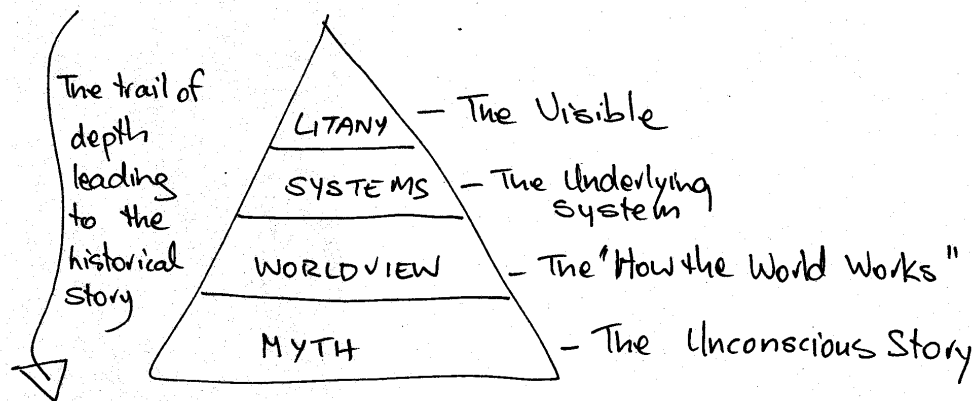 The trail of
depth
leading
to the
historical
story
LITANY
- The Visible
SYSTEMS
- The Underlying
system
WORLDVIEW
- The "How the World Works"
MYTH
- The Unconscious Story